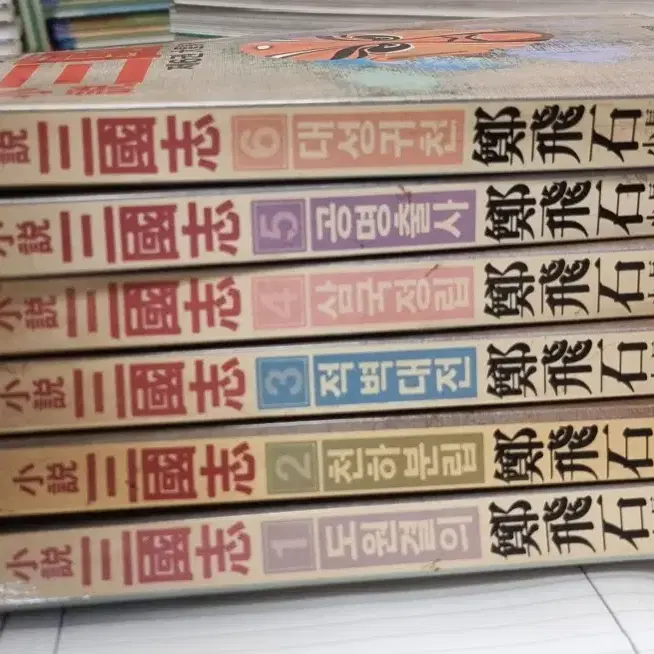 小說 三國志 6 대성귀천 鄭飛石
小說 三國志 5 공명출사 鄭飛石
小說 三國志 4 삼국정립 鄭飛石
小說 三國志 3 적벽대전 鄭飛石
小說 三國志 2 천하분립 鄭飛石
小說 三國志 1 도원결의 鄭飛石